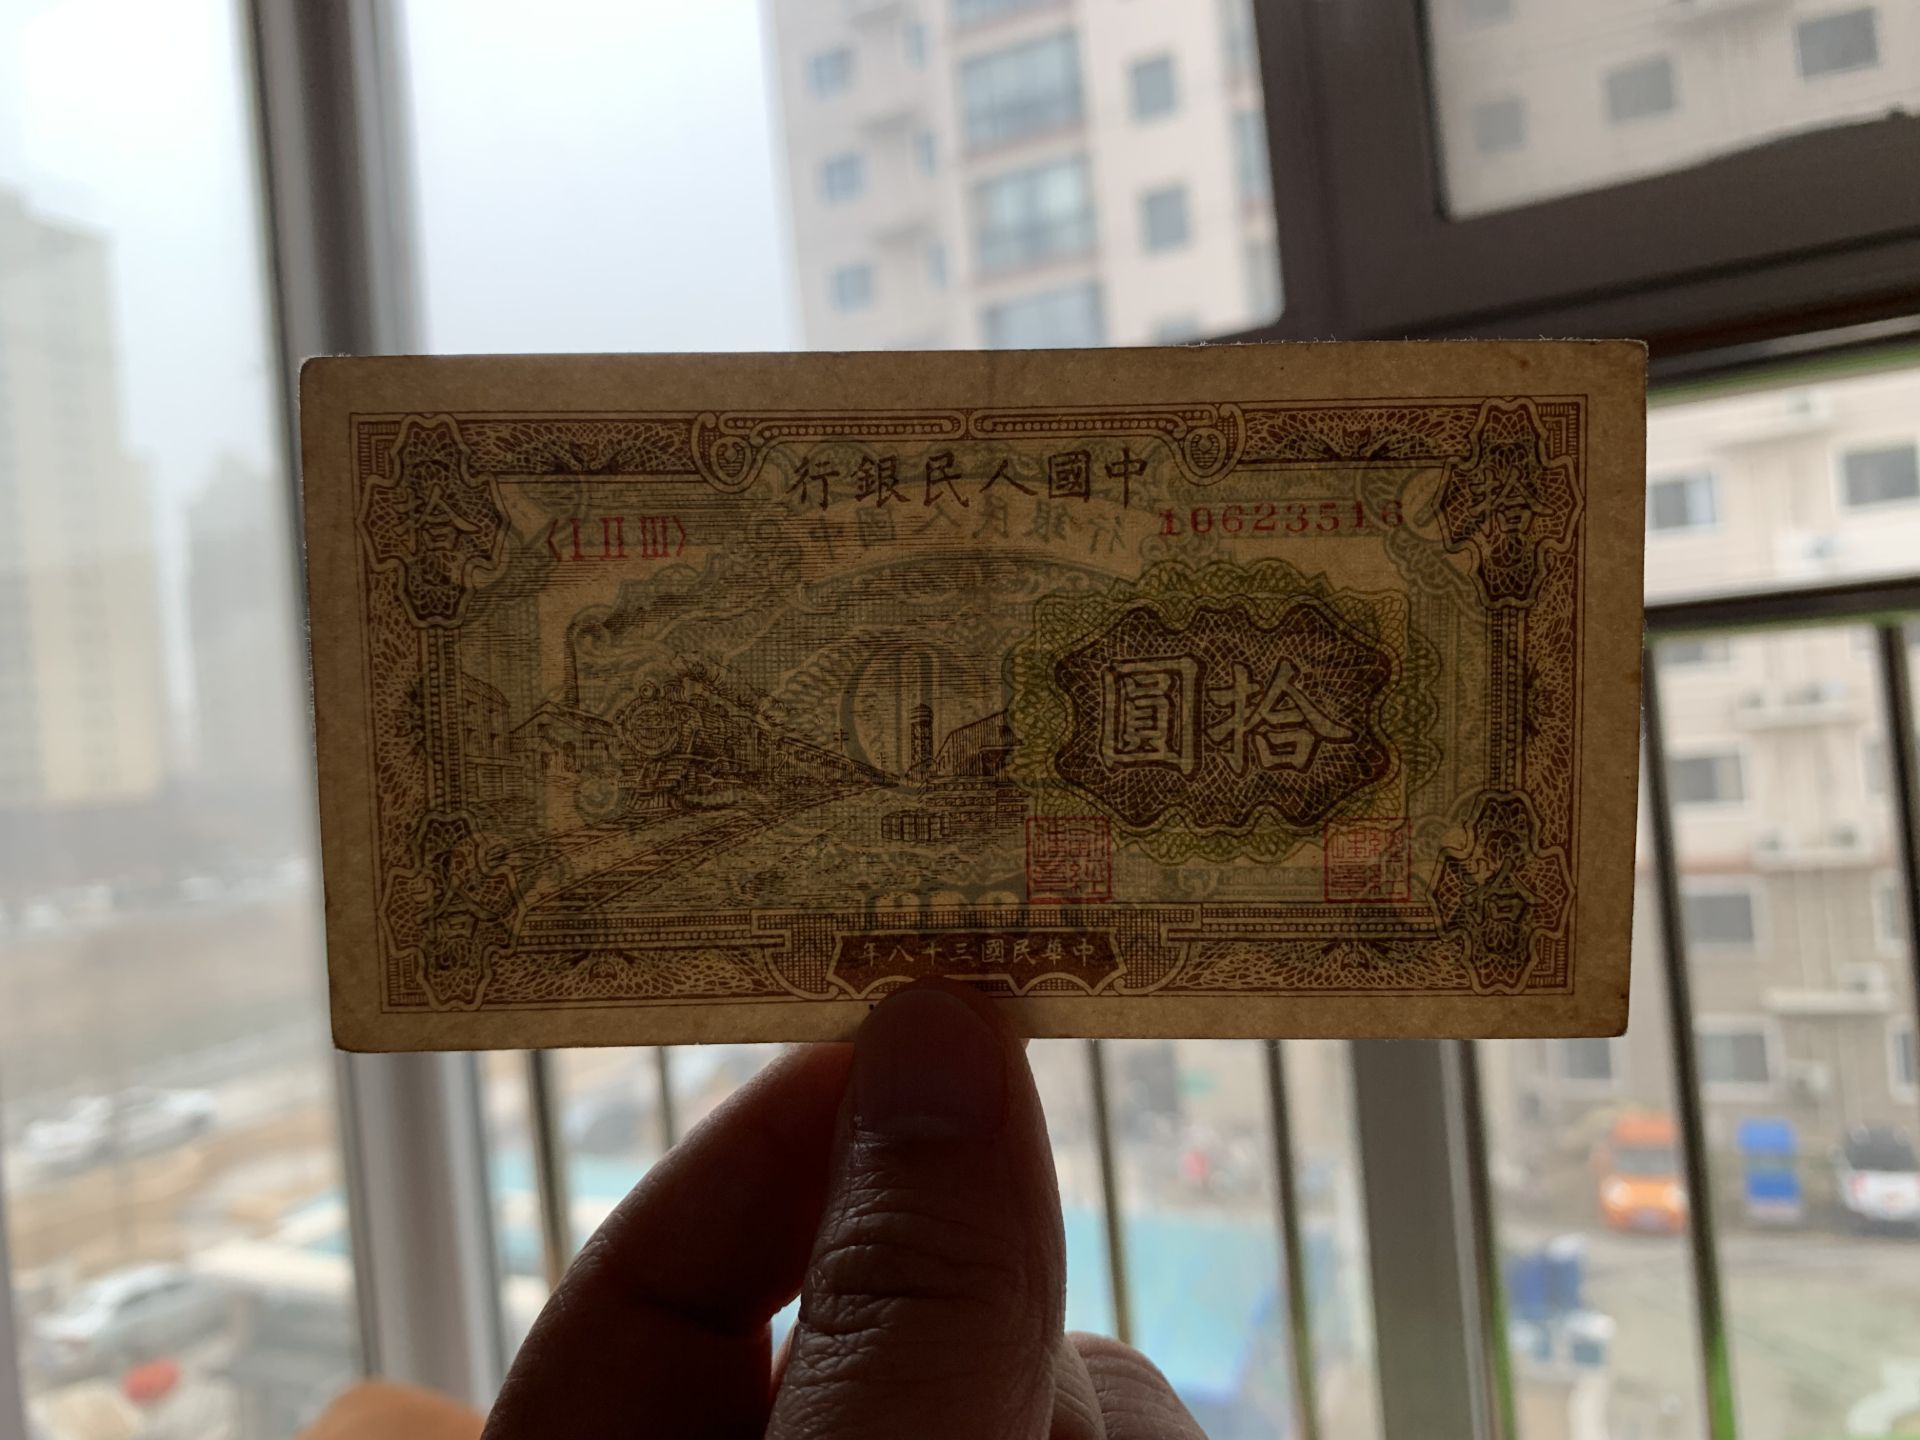 中國人民銀行
〈I II III〉
10623516
拾
拾
拾圓
拾
拾
中華民國三十八年